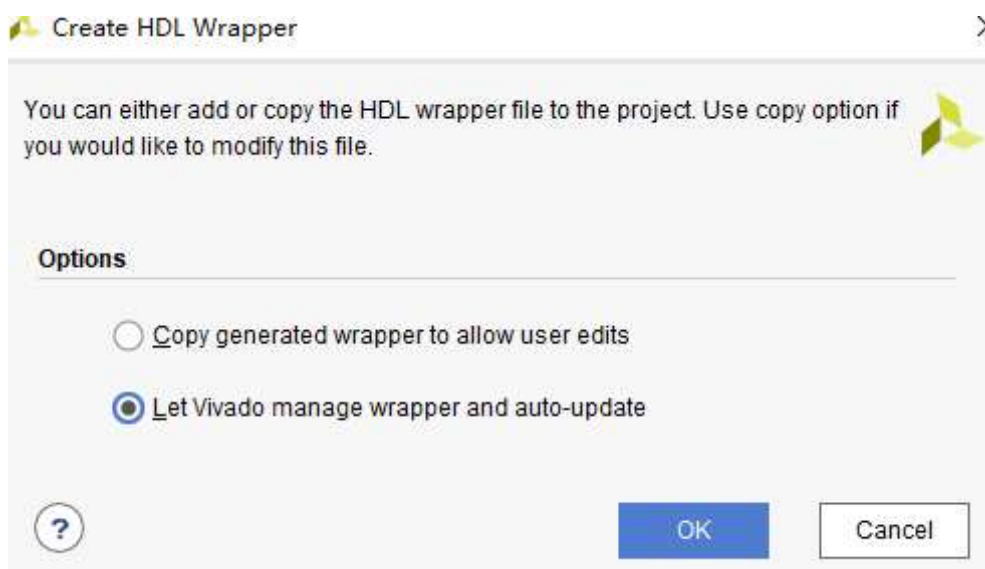 Create HDL Wrapper
You can either add or copy the HDL wrapper file to the project. Use copy option if
you would like to modify this file.
Options
Copy generated wrapper to allow user edits
Let Vivado manage wrapper and auto-update
?
OK
Cancel